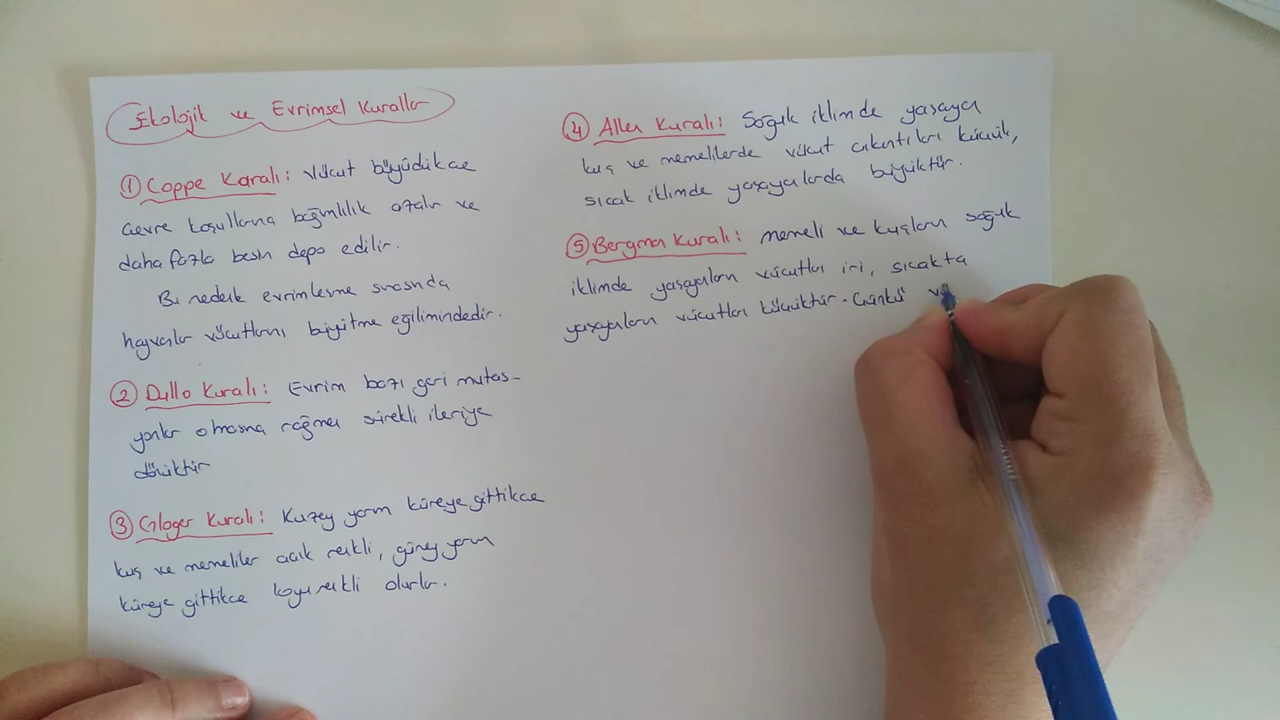 Ekolojik ve Evrimsel Kurallar
① Coppe Kuralı: Vücut büyüdükçe
çevre koşullarına bağımlılık azalır ve
daha fazla besin depo edilir.
Bu nedenle evrimleşme sırasında
hayvanlar vücutlarını büyütme eğilimindedir.
② Dullo Kuralı: Evrim bazı geri mutas-
yonlar olmasına rağmen sürekli ileriye
dönüktür
③ Gloger Kuralı: Kuzey yarım küreye gittikçe
kuş ve memeliler açık renkli, güney yarım
küreye gittikçe koyu renkli olurlar.
④ Allen Kuralı: Soğuk iklimde yaşayan
kuş ve memelilerde vücut çıkıntıları küçük,
sıcak iklimde yaşayanlarda büyüktür.
⑤ Bergman Kuralı: memeli ve kuşların soğuk
iklimde yaşayanların vücutları iri, sıcakta
yaşayanların vücutları küçüktür. Çünkü vü